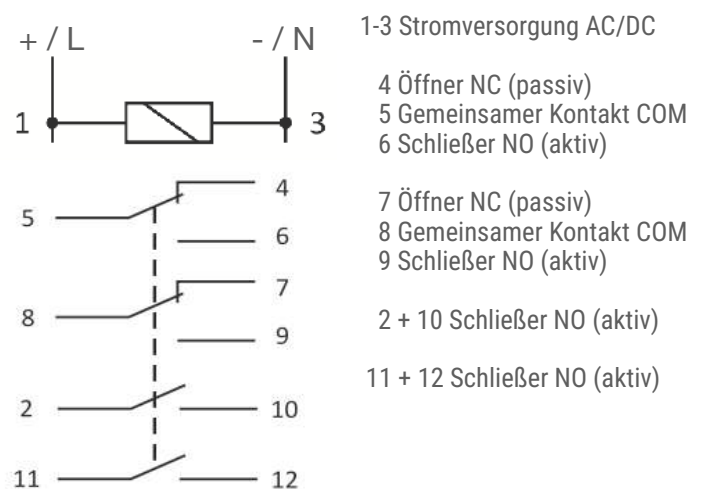 + / L
- / N
1
3
5
4
6
8
7
9
2
10
11
12
1-3 Stromversorgung AC/DC
4 Öffner NC (passiv)
5 Gemeinsamer Kontakt COM
6 Schließer NO (aktiv)
7 Öffner NC (passiv)
8 Gemeinsamer Kontakt COM
9 Schließer NO (aktiv)
2 + 10 Schließer NO (aktiv)
11 + 12 Schließer NO (aktiv)